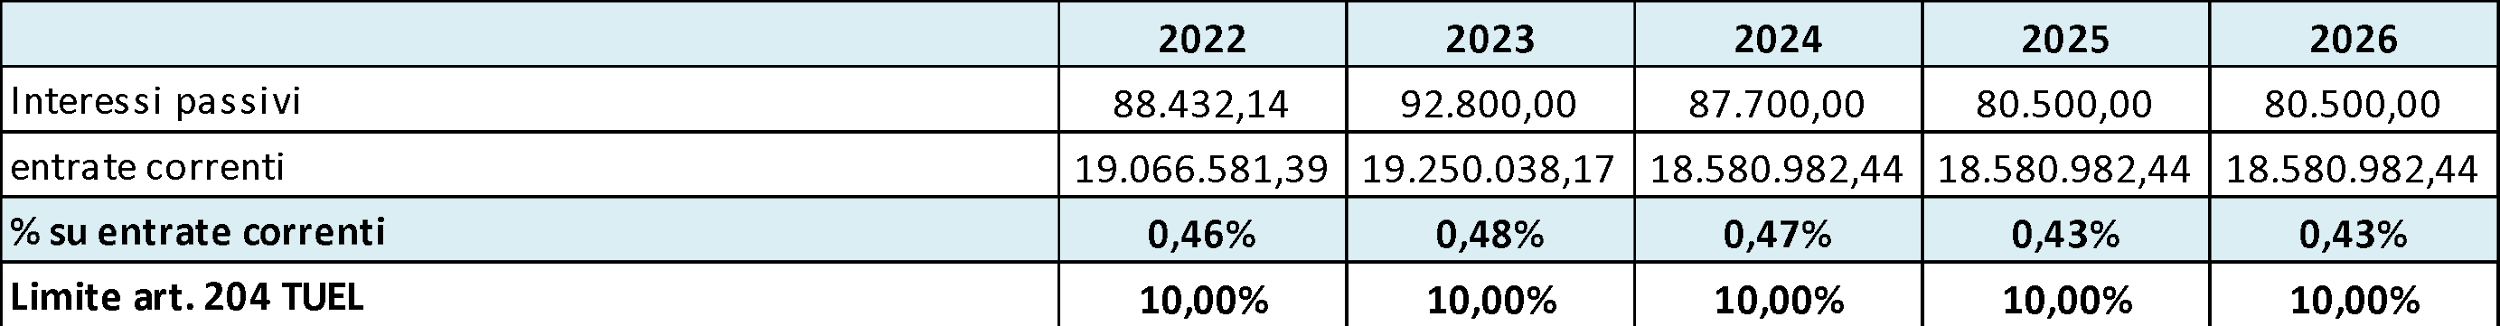 2022 2023 2024 2025 2026
Interessi passivi 88.432,14 92.800,00 87.700,00 80.500,00 80.500,00
entrate correnti 19.066.581,39 19.250.038,17 18.580.982,44 18.580.982,44 18.580.982,44
% su entrate correnti 0,46% 0,48% 0,47% 0,43% 0,43%
Limite art. 204 TUEL 10,00% 10,00% 10,00% 10,00% 10,00%